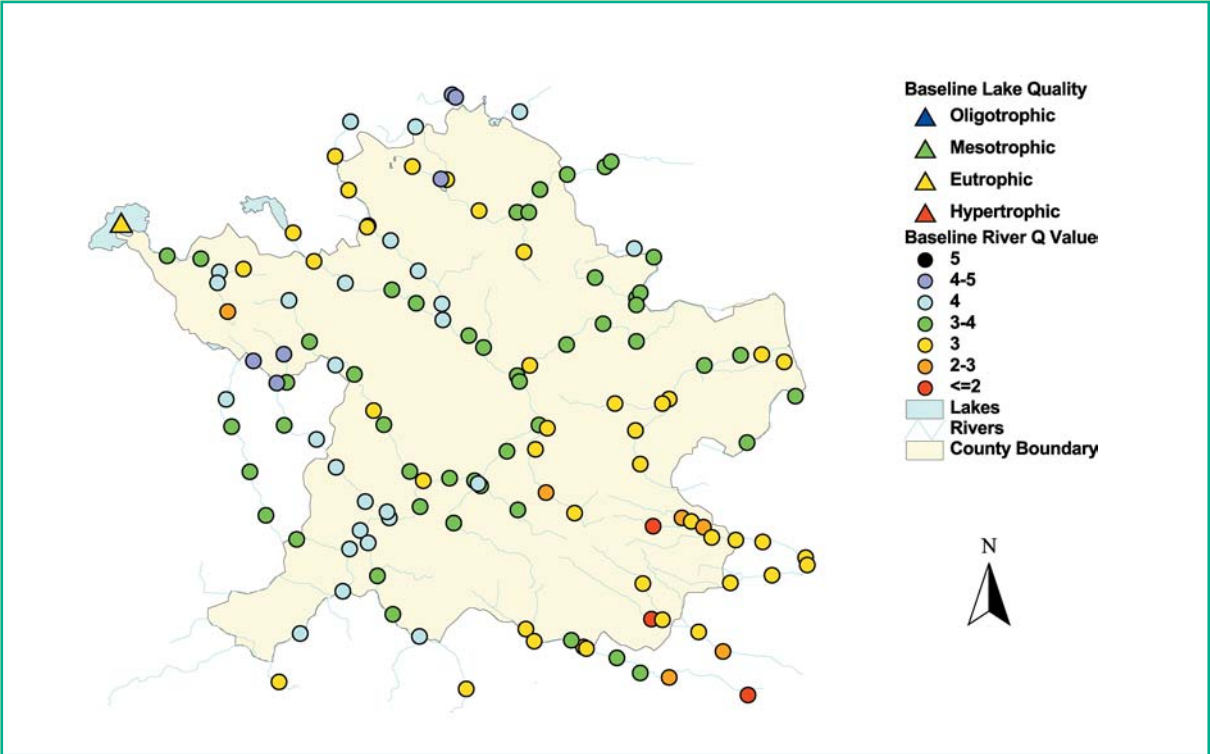 Baseline Lake Quality
Oligotrophic
Mesotrophic
Eutrophic
Hypertrophic
Baseline River Q Value
5
4-5
4
3-4
3
2-3
<=2
Lakes
Rivers
County Boundary
N